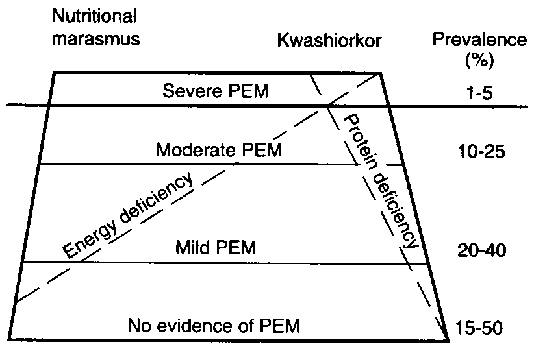 Nutritional
marasmus
Kwashiorkor
Prevalence
(%)
Severe PEM
1-5
Moderate PEM
10-25
Energy deficiency
Protein deficiency
Mild PEM
20-40
No evidence of PEM
15-50